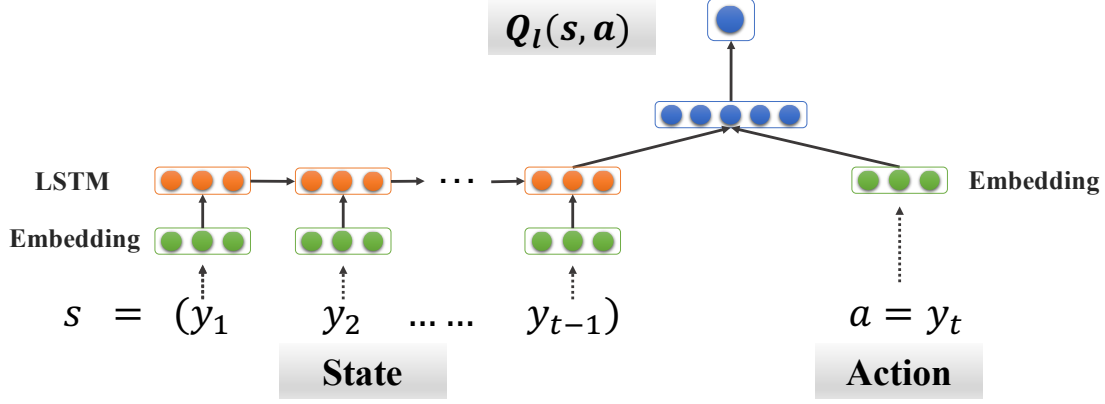 Q_l(s, a)
LSTM ...
Embedding
Embedding
s = (y_1 y_2 ... ... y_{t-1}) a = y_t
State Action